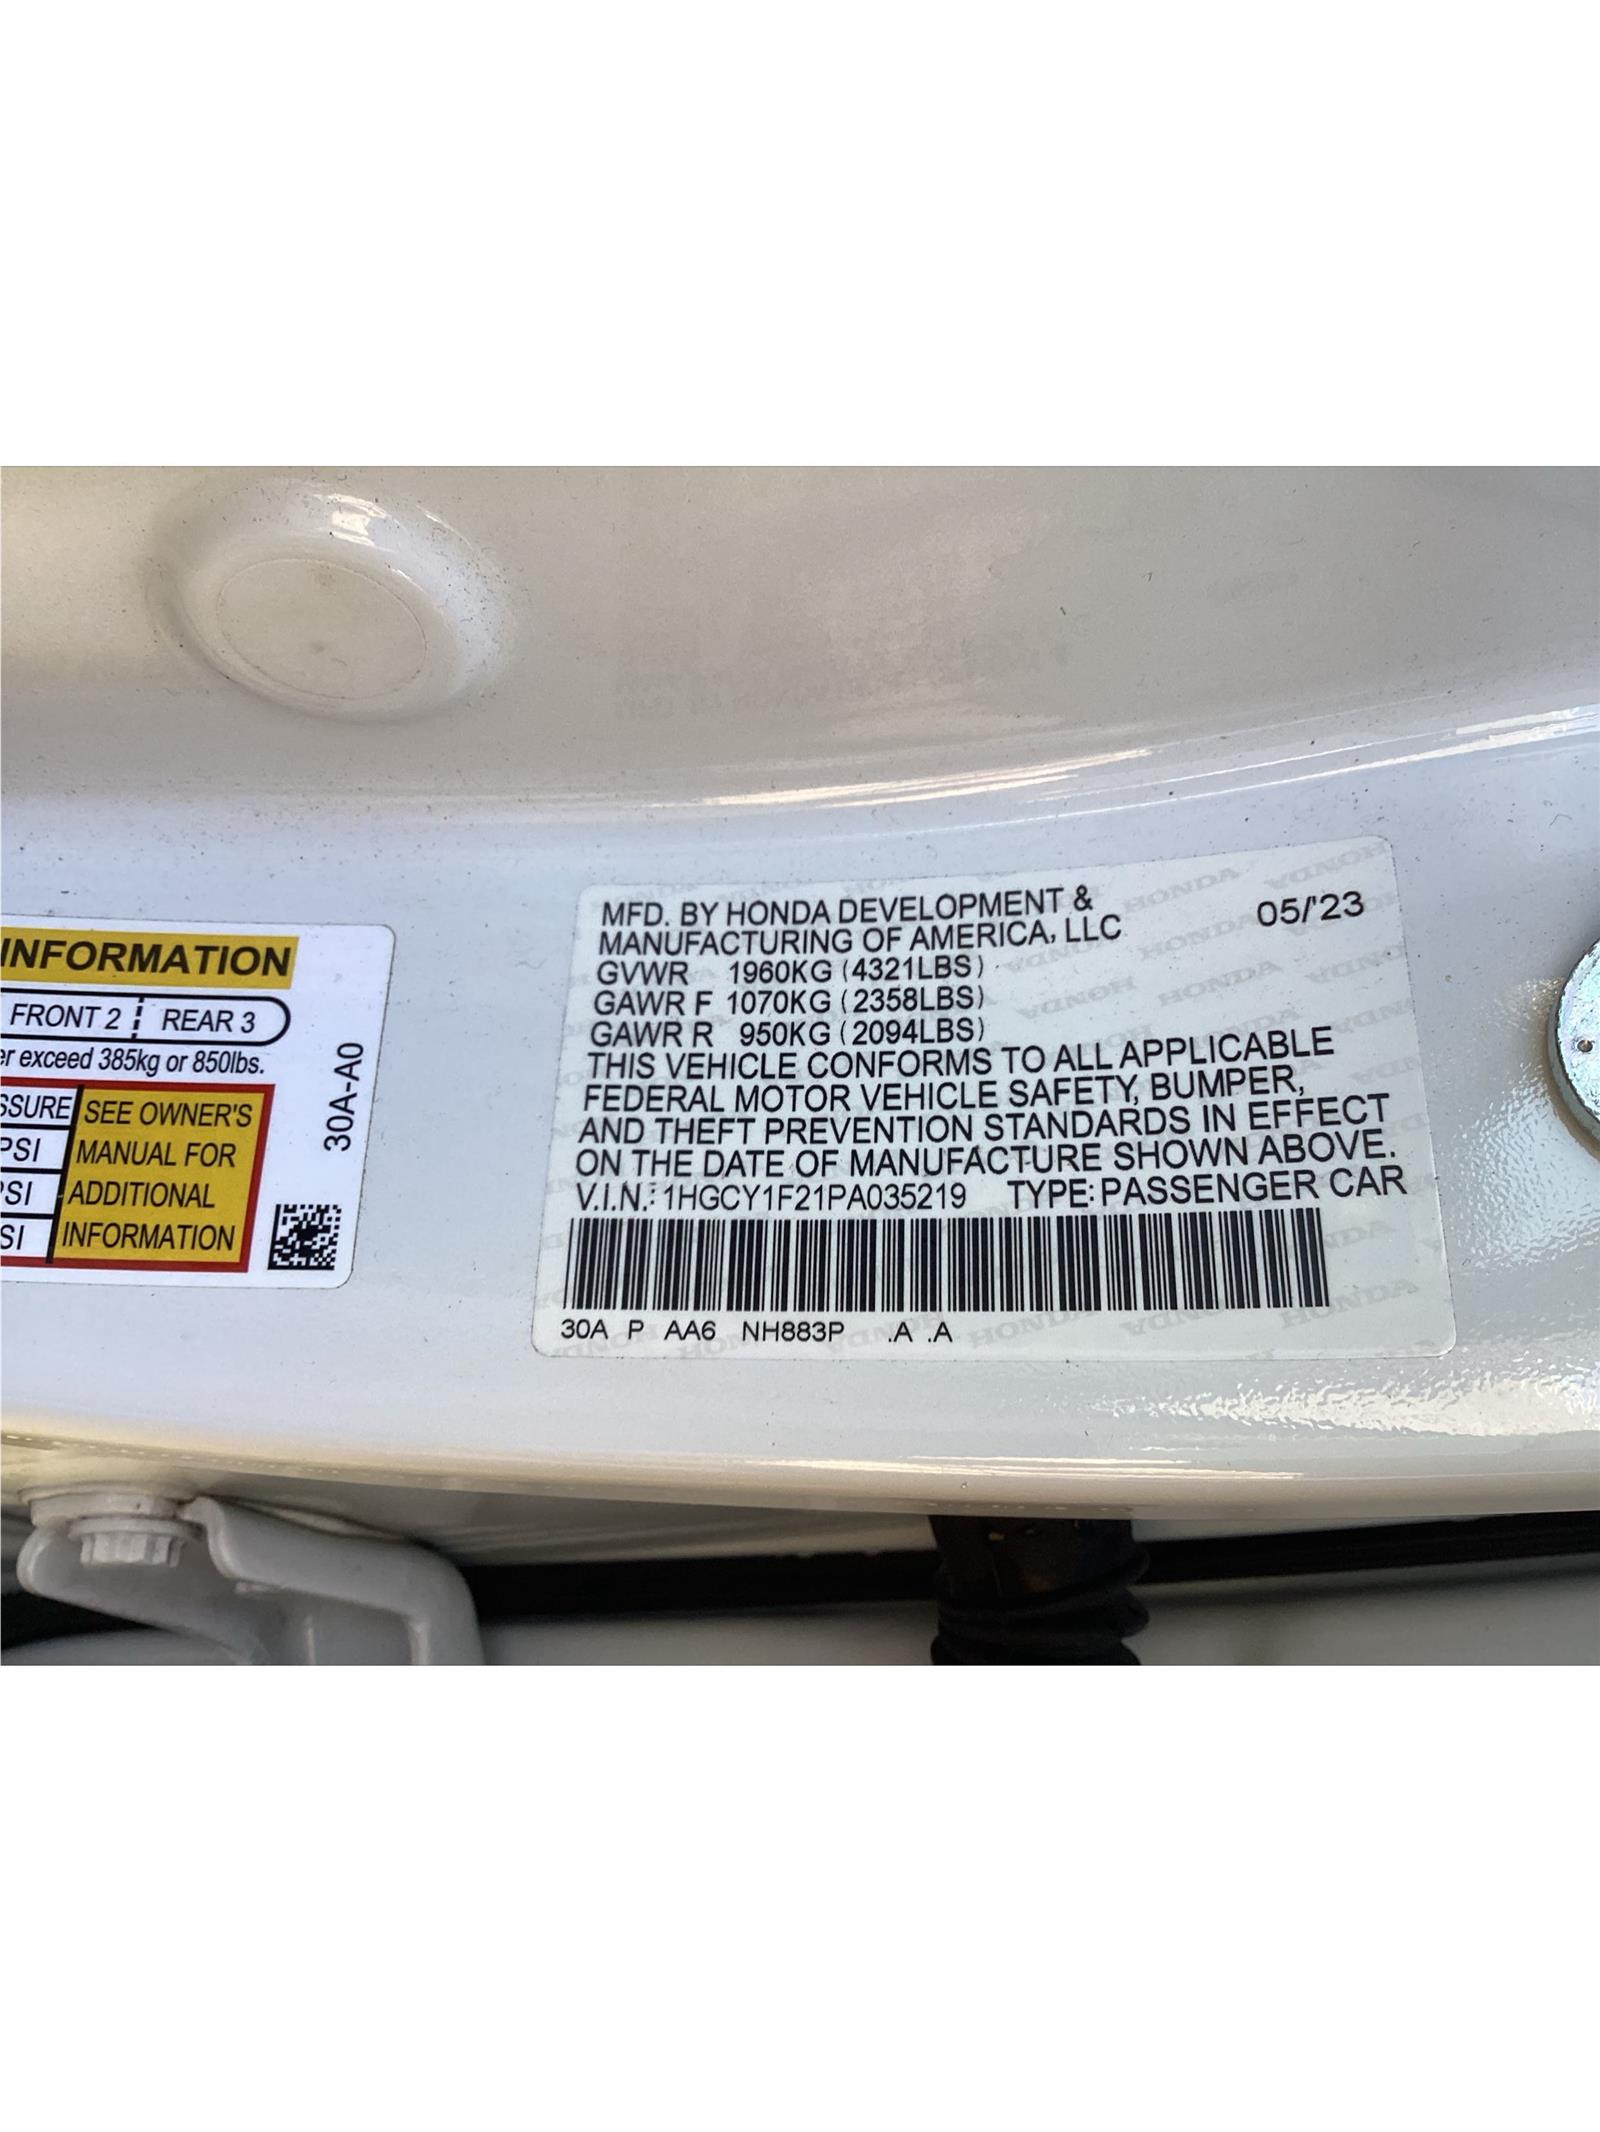 INFORMATION
FRONT 2 REAR 3
er exceed 385kg or 850lbs.
SSURE
PSI
PSI
SI
SEE OWNER'S
MANUAL FOR
ADDITIONAL
INFORMATION
30A-A0
MFD. BY HONDA DEVELOPMENT &
MANUFACTURING OF AMERICA, LLC
05/'23
GVWR 1960KG (4321LBS)
GAWR F 1070KG (2358LBS)
GAWR R 950KG (2094LBS)
THIS VEHICLE CONFORMS TO ALL APPLICABLE
FEDERAL MOTOR VEHICLE SAFETY, BUMPER,
AND THEFT PREVENTION STANDARDS IN EFFECT
ON THE DATE OF MANUFACTURE SHOWN ABOVE.
V.I.N.: 1HGCY1F21PA035219 TYPE: PASSENGER CAR
30A P AA6 NH883P .A .A